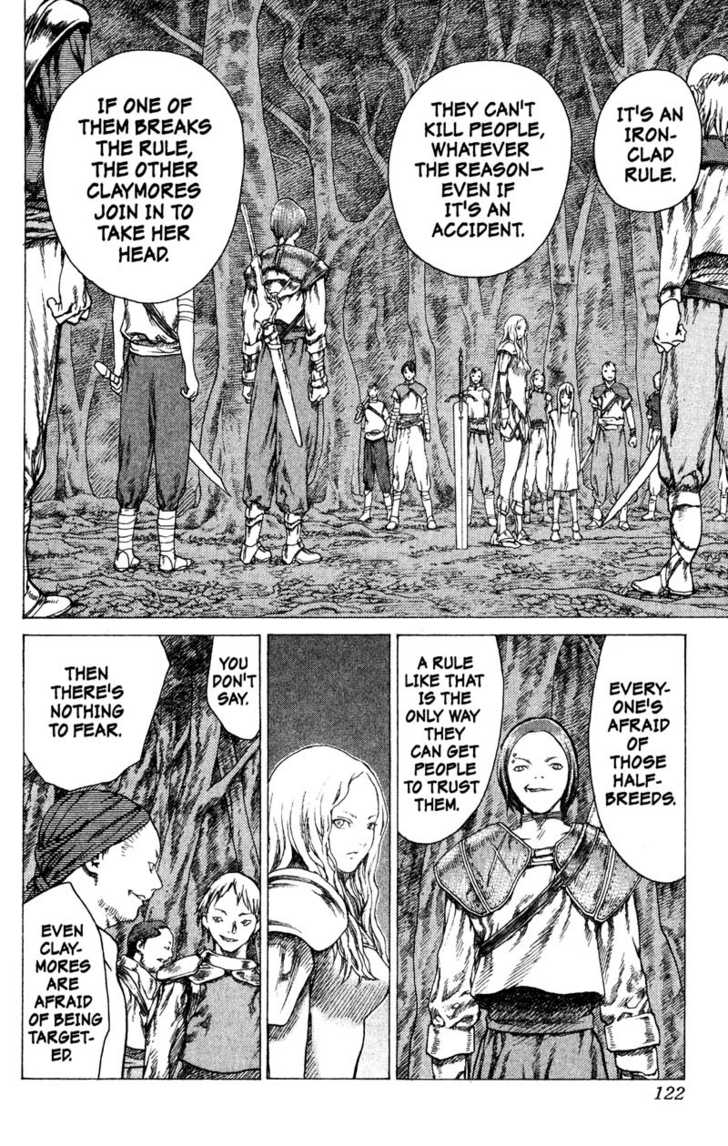 IT'S AN
IRON-
CLAD
RULE.
THEY CAN'T
KILL PEOPLE,
WHATEVER
THE REASON—
EVEN IF
IT'S AN
ACCIDENT.
IF ONE OF
THEM BREAKS
THE RULE,
THE OTHER
CLAYMORES
JOIN IN TO
TAKE HER
HEAD.
EVERY-
ONE'S
AFRAID
OF
THOSE
HALF-
BREEDS.
A RULE
LIKE THAT
IS THE
ONLY WAY
THEY
CAN GET
PEOPLE
TO TRUST
THEM.
YOU
DON'T
SAY.
THEN
THERE'S
NOTHING
TO FEAR.
EVEN
CLAY-
MORES
ARE
AFRAID
OF BEING
TARGET-
ED.
122